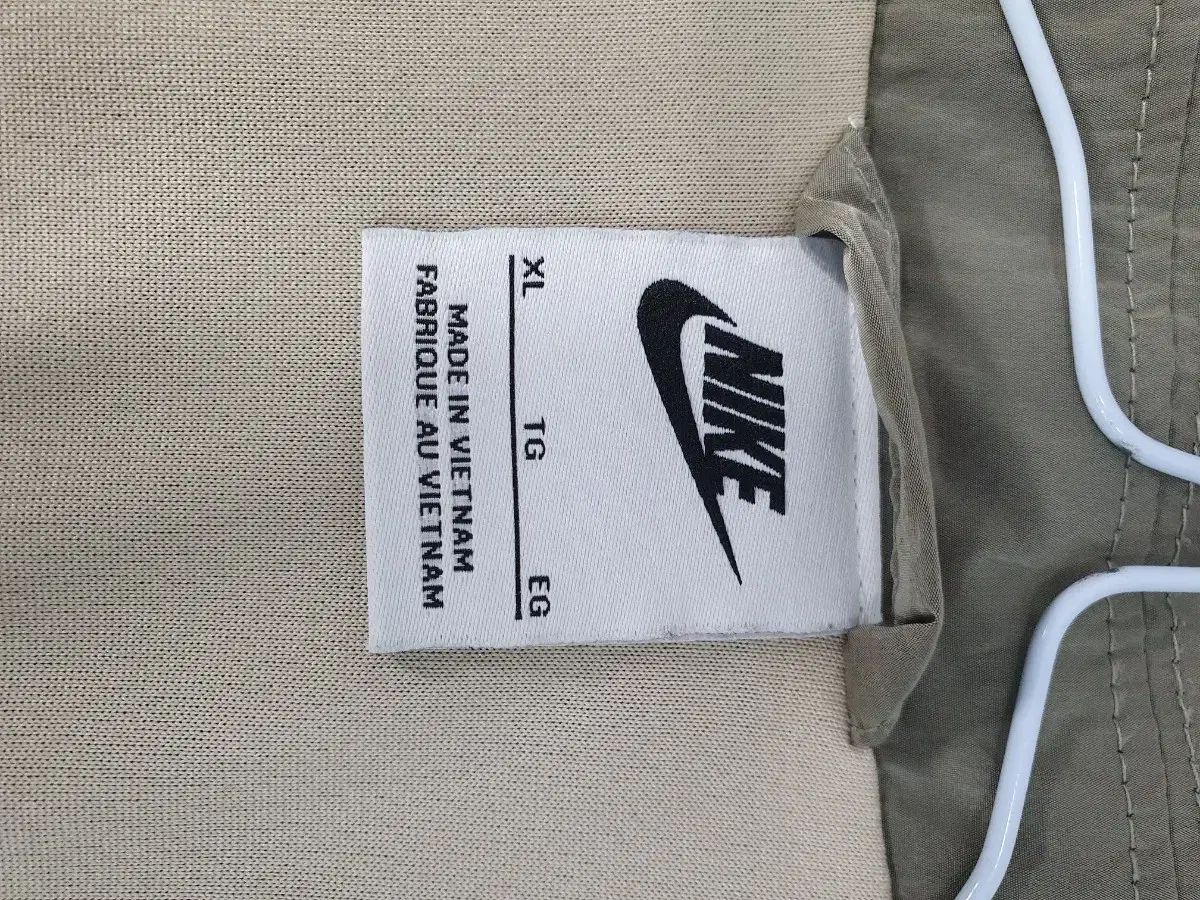 NIKE
XL TG EG
MADE IN VIETNAM
FABRIQUE AU VIETNAM